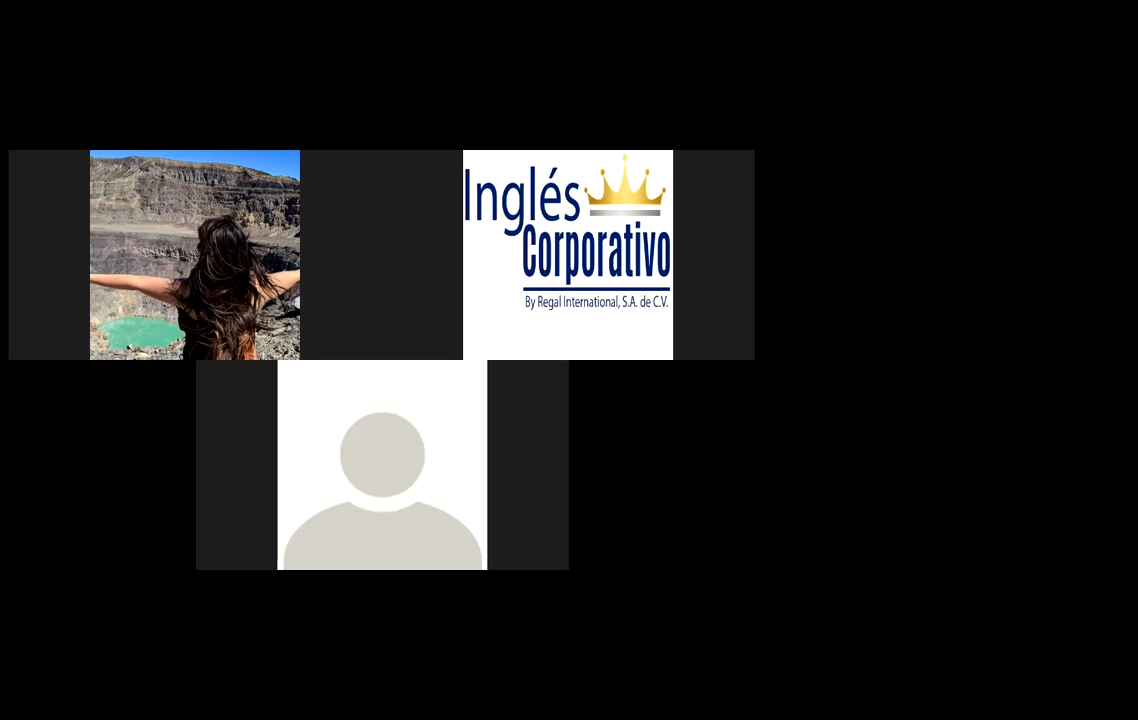 Inglés
Corporativo
By Regal International, S.A. de C.V.